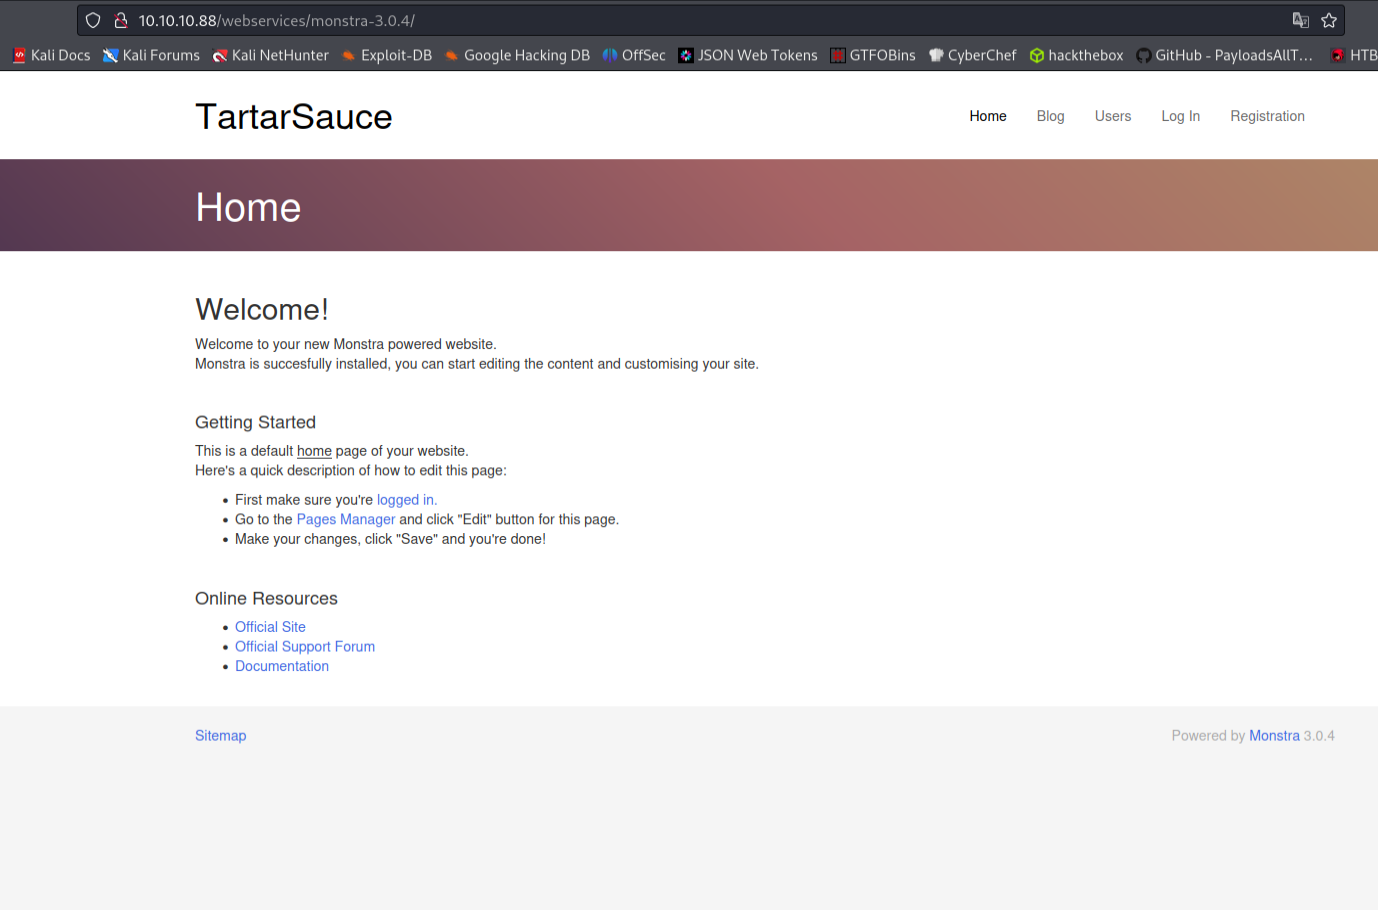 10.10.10.88/webservices/monstra-3.0.4/
Kali Docs Kali Forums Kali NetHunter Exploit-DB Google Hacking DB OffSec JSON Web Tokens GTFOBins CyberChef hackthebox GitHub - PayloadsAllT… HTB
TartarSauce
Home Blog Users Log In Registration
Home
Welcome!
Welcome to your new Monstra powered website.
Monstra is succesfully installed, you can start editing the content and customising your site.
Getting Started
This is a default home page of your website.
Here's a quick description of how to edit this page:
• First make sure you're logged in.
• Go to the Pages Manager and click "Edit" button for this page.
• Make your changes, click "Save" and you're done!
Online Resources
• Official Site
• Official Support Forum
• Documentation
Sitemap
Powered by Monstra 3.0.4